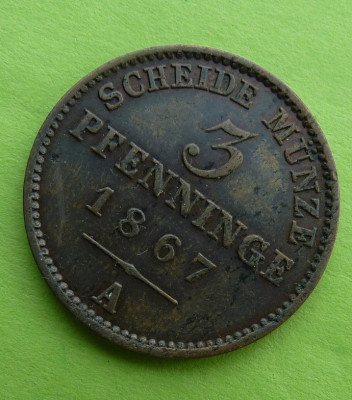 SCHEIDE MÜNZE
3
PFENNINGE
1867
A